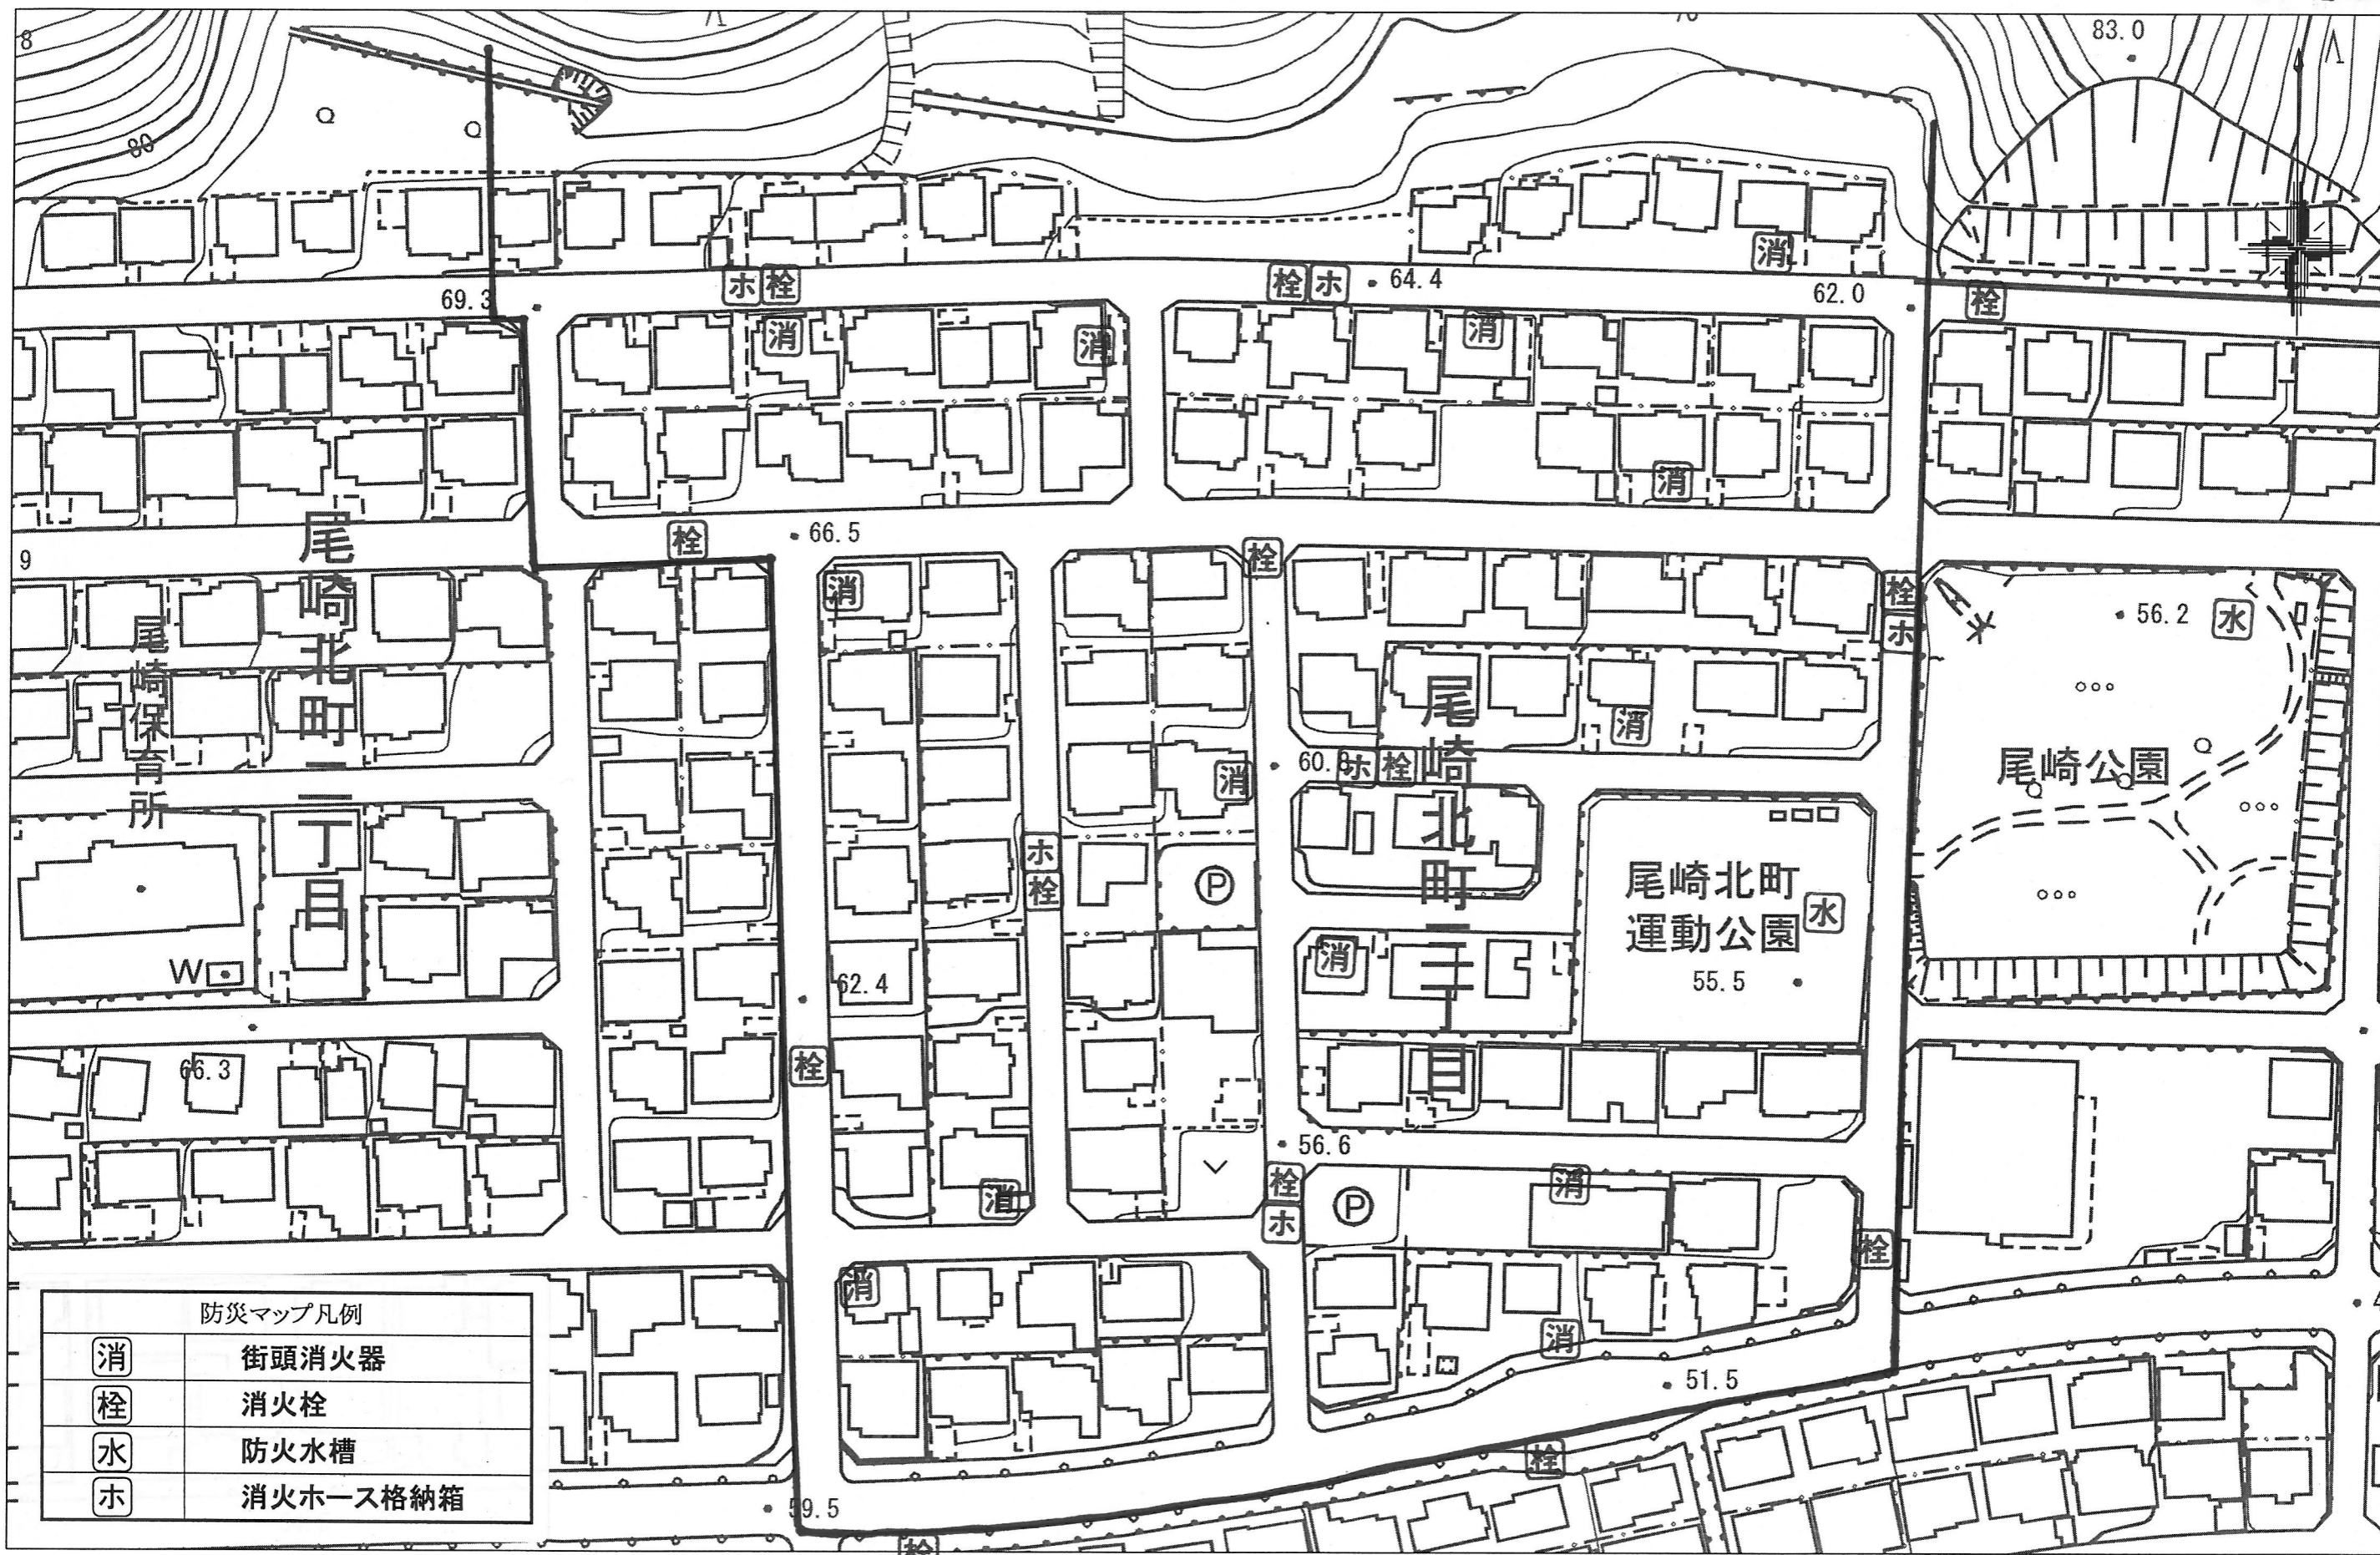 8
80
70
83.0
消
ホ
栓
栓
ホ
64.4
69.3
62.0
栓
消
消
消
消
栓
66.5
栓
9
消
栓
ホ
56.2
水
尾崎北町二丁目
尾崎保育所
尾崎北町三丁目
消
尾崎公園
60.8
ホ
栓
消
ホ
栓
P
尾崎北町
運動公園
水
55.5
消
W
62.4
栓
66.3
56.6
栓
ホ
P
消
消
栓
消
消
51.5
栓
59.5
栓
4
防災マップ凡例
消 街頭消火器
栓 消火栓
水 防火水槽
ホ 消火ホース格納箱